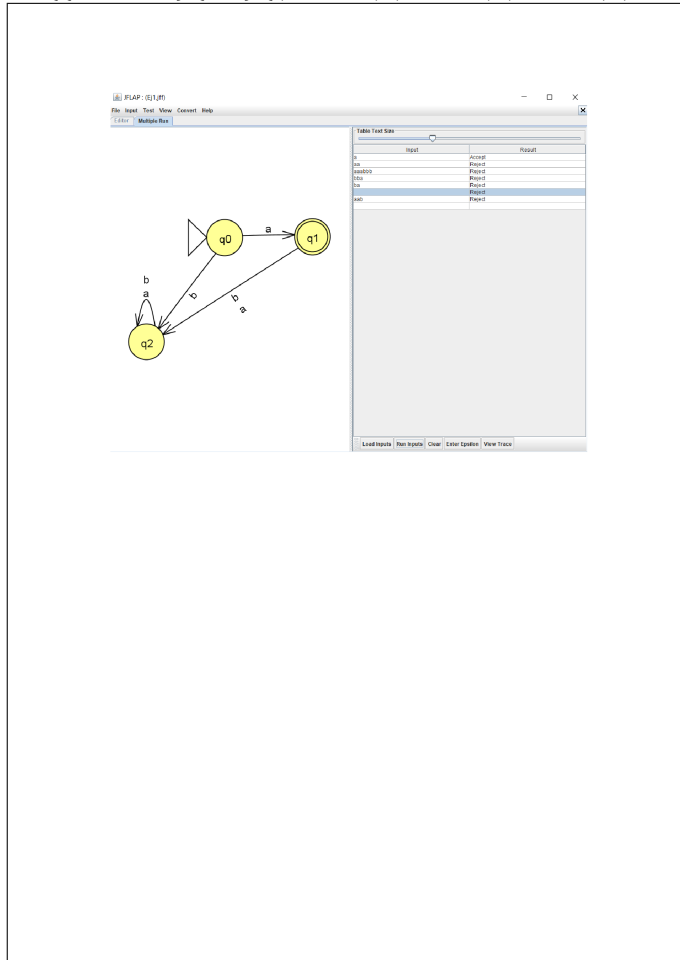 JFLAP : (Ej1.jff)
File Input Test View Convert Help
Editor Multiple Run
Table Text Size
Input Result
a Accept
aa Reject
aaabbb Reject
bba Reject
ba Reject
Reject
aab Reject
q0
a
q1
b
a
b
b
a
q2
Load Inputs Run Inputs Clear Enter Epsilon View Trace